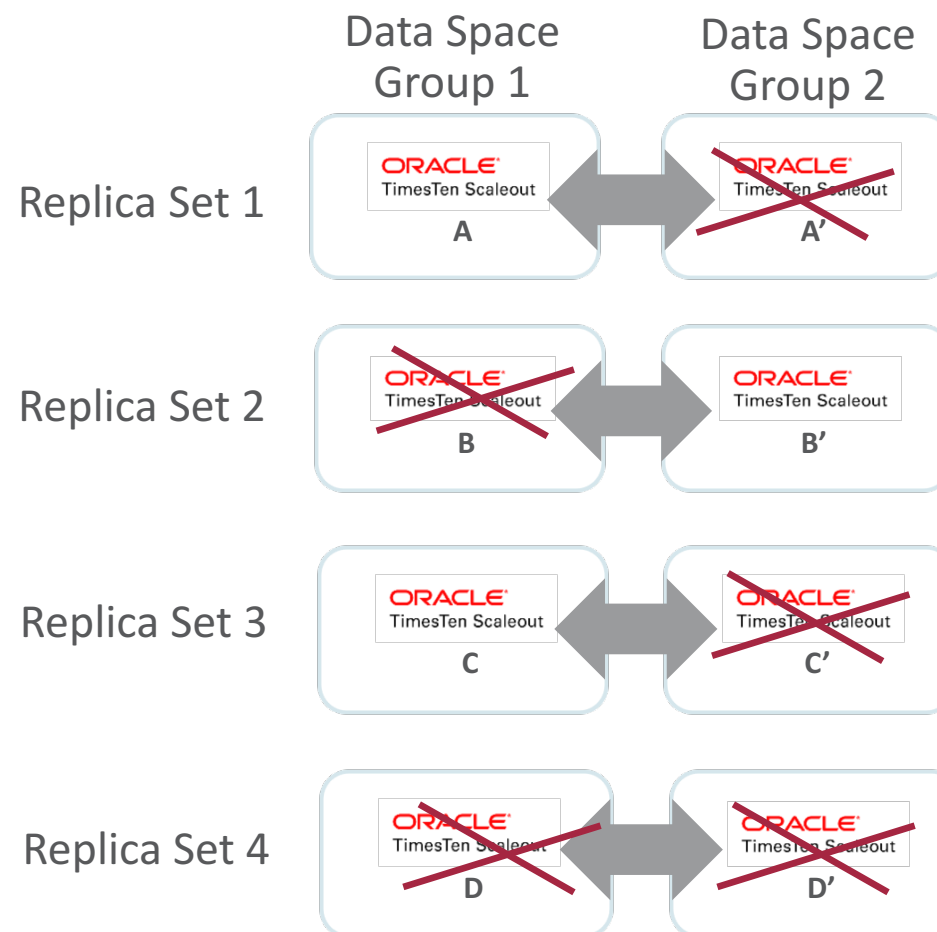 Data Space
Group 1
Data Space
Group 2
Replica Set 1
ORACLE®
TimesTen Scaleout
A
ORACLE®
TimesTen Scaleout
A’
Replica Set 2
ORACLE®
TimesTen Scaleout
B
ORACLE®
TimesTen Scaleout
B’
Replica Set 3
ORACLE®
TimesTen Scaleout
C
ORACLE®
TimesTen Scaleout
C’
Replica Set 4
ORACLE®
TimesTen Scaleout
D
ORACLE®
TimesTen Scaleout
D’